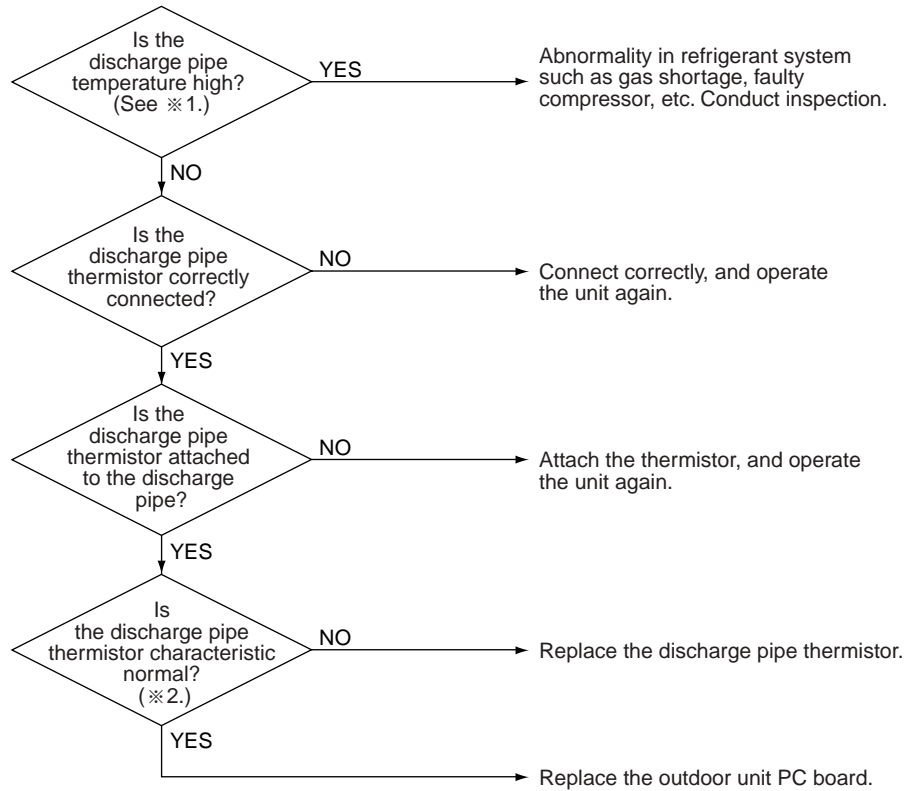 Is the
discharge pipe
temperature high?
(See ※1.)
YES
Abnormality in refrigerant system
such as gas shortage, faulty
compressor, etc. Conduct inspection.
NO
Is the
discharge pipe
thermistor correctly
connected?
NO
Connect correctly, and operate
the unit again.
YES
Is the
discharge pipe
thermistor attached
to the discharge
pipe?
NO
Attach the thermistor, and operate
the unit again.
YES
Is
the discharge pipe
thermistor characteristic
normal?
(※2.)
NO
Replace the discharge pipe thermistor.
YES
Replace the outdoor unit PC board.